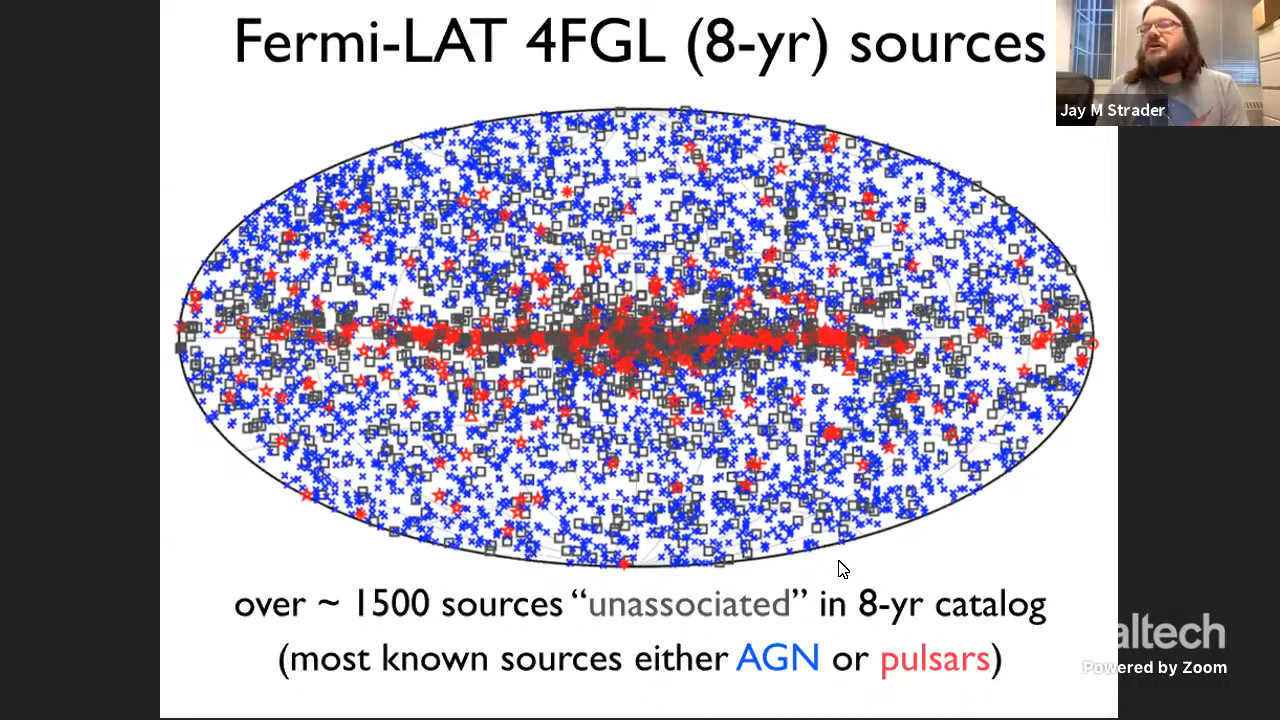 Fermi-LAT 4FGL (8-yr) sources
Jay M Strader
over ~ 1500 sources “unassociated” in 8-yr catalog
(most known sources either AGN or pulsars)
altech
Powered by Zoom